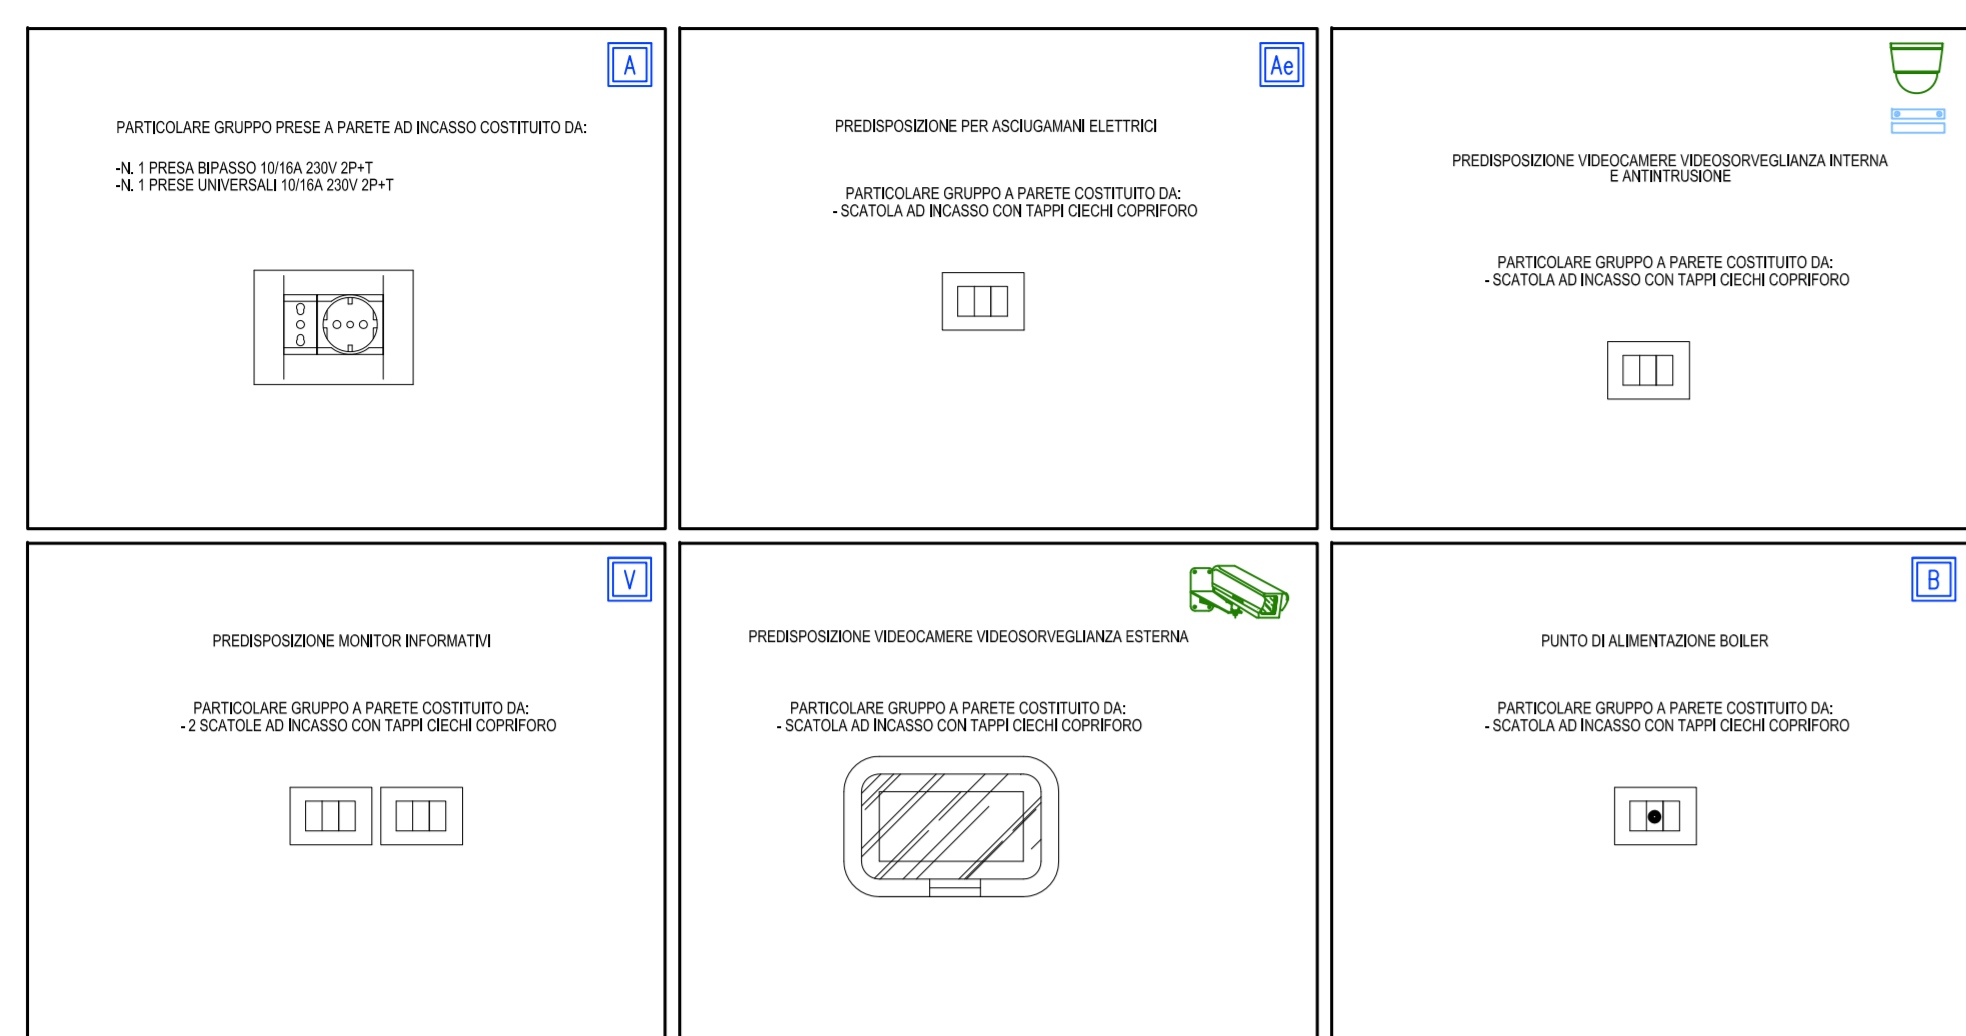 A
PARTICOLARE GRUPPO PRESE A PARETE AD INCASSO COSTITUITO DA:
-N. 1 PRESA BIPASSO 10/16A 230V 2P+T
-N. 1 PRESE UNIVERSALI 10/16A 230V 2P+T
Ae
PREDISPOSIZIONE PER ASCIUGAMANI ELETTRICI
PARTICOLARE GRUPPO A PARETE COSTITUITO DA:
- SCATOLA AD INCASSO CON TAPPI CIECHI COPRIFORO
PREDISPOSIZIONE VIDEOCAMERE VIDEOSORVEGLIANZA INTERNA
E ANTINTRUSIONE
PARTICOLARE GRUPPO A PARETE COSTITUITO DA:
- SCATOLA AD INCASSO CON TAPPI CIECHI COPRIFORO
V
PREDISPOSIZIONE MONITOR INFORMATIVI
PARTICOLARE GRUPPO A PARETE COSTITUITO DA:
- 2 SCATOLE AD INCASSO CON TAPPI CIECHI COPRIFORO
PREDISPOSIZIONE VIDEOCAMERE VIDEOSORVEGLIANZA ESTERNA
PARTICOLARE GRUPPO A PARETE COSTITUITO DA:
- SCATOLA AD INCASSO CON TAPPI CIECHI COPRIFORO
B
PUNTO DI ALIMENTAZIONE BOILER
PARTICOLARE GRUPPO A PARETE COSTITUITO DA:
- SCATOLA AD INCASSO CON TAPPI CIECHI COPRIFORO